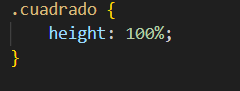 .cuadrado {
    height: 100%;
}